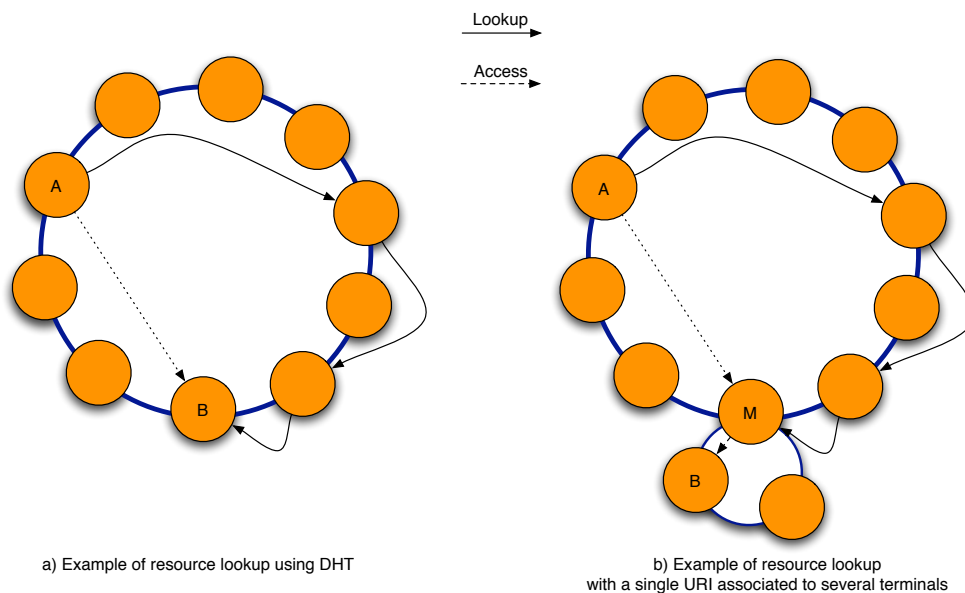 Lookup
Access
A
B
A
M
B
a) Example of resource lookup using DHT
b) Example of resource lookup
with a single URI associated to several terminals